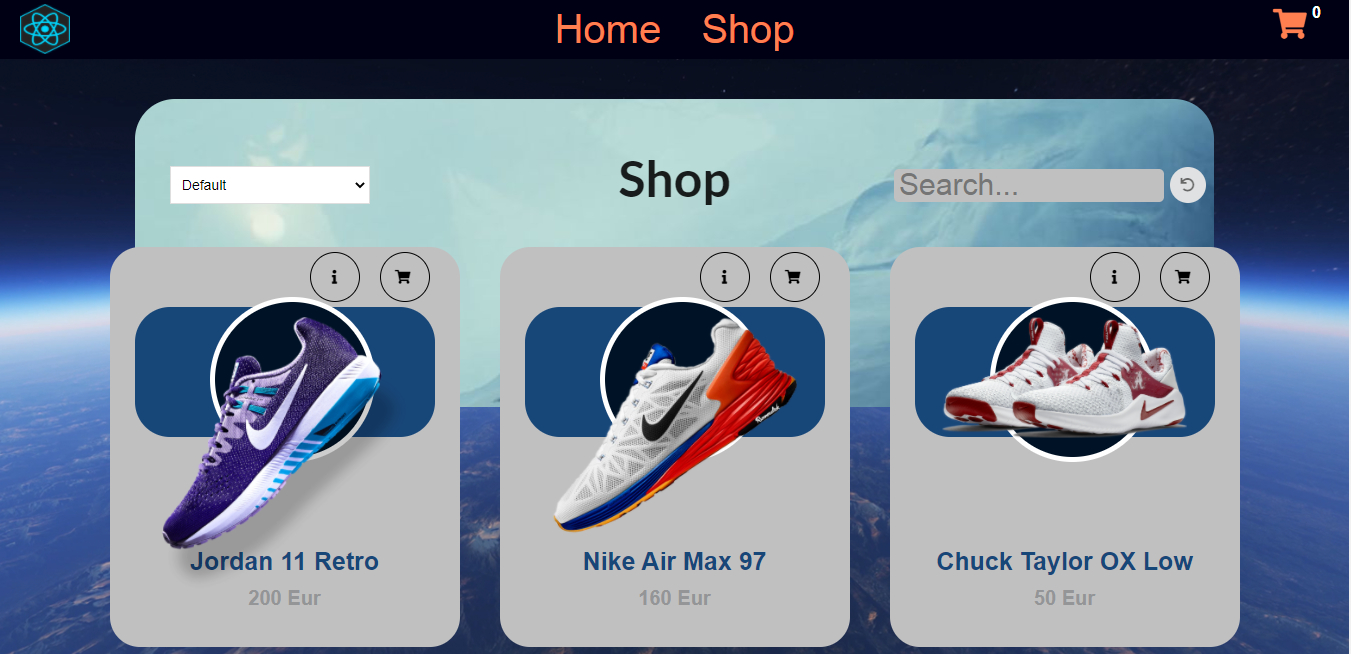 Home Shop 0
Shop
Default
Search...
Jordan 11 Retro
Nike Air Max 97
Chuck Taylor OX Low
200 Eur
160 Eur
50 Eur